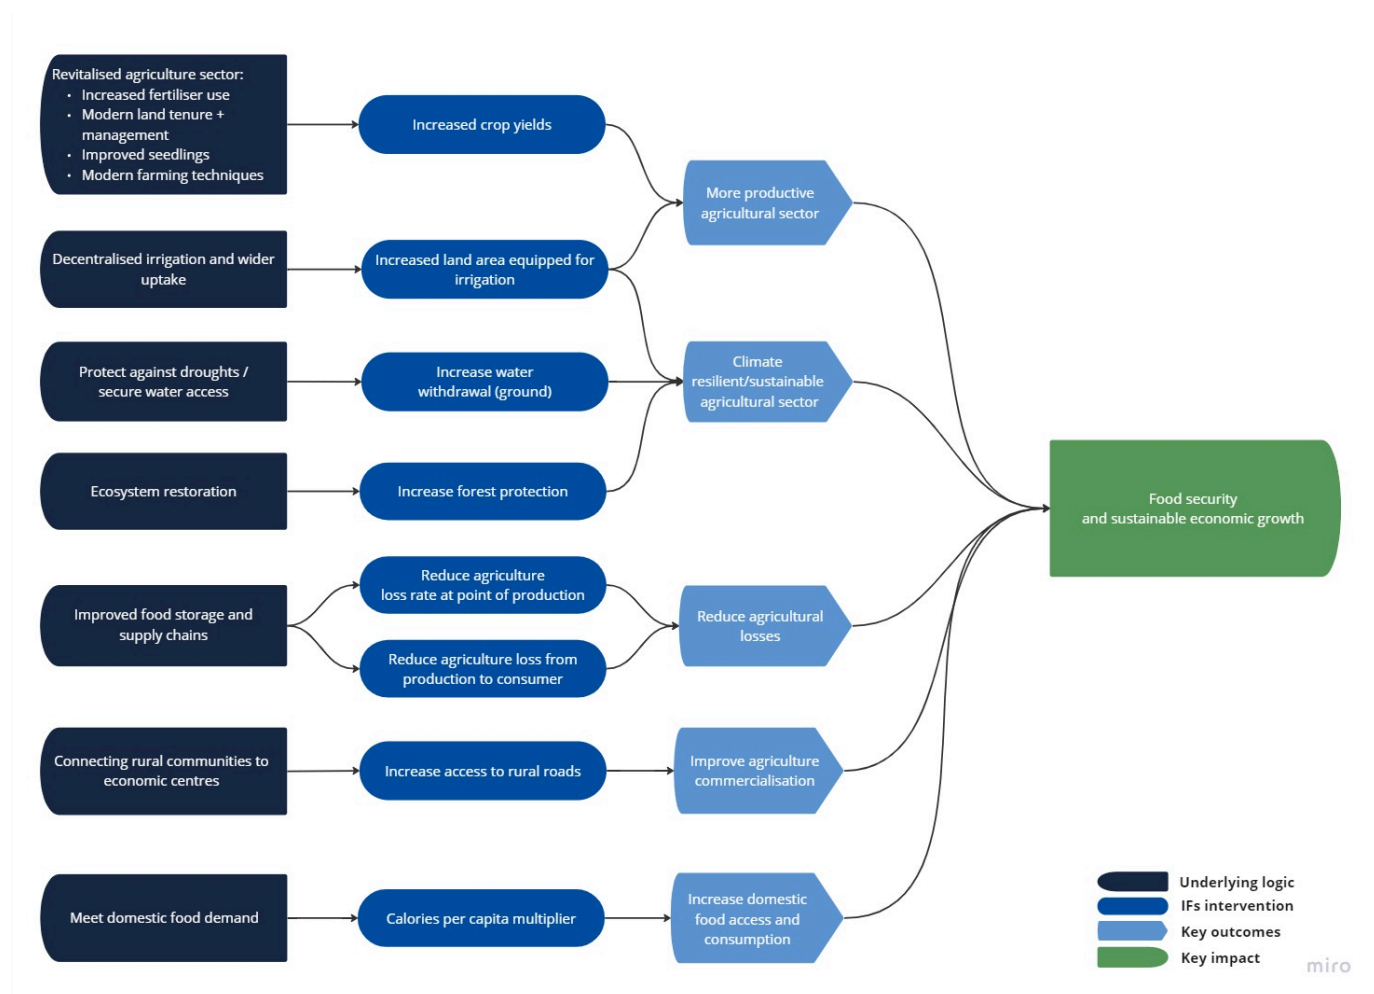 Revitalised agriculture sector:
• Increased fertiliser use
• Modern land tenure +
management
• Improved seedlings
• Modern farming techniques
Increased crop yields
More productive
agricultural sector
Decentralised irrigation and wider
uptake
Increased land area equipped for
irrigation
Protect against droughts /
secure water access
Increase water
withdrawal (ground)
Climate
resilient/sustainable
agricultural sector
Ecosystem restoration
Increase forest protection
Food security
and sustainable economic growth
Improved food storage and
supply chains
Reduce agriculture
loss rate at point of production
Reduce agriculture loss from
production to consumer
Reduce agricultural
losses
Connecting rural communities to
economic centres
Increase access to rural roads
Improve agriculture
commercialisation
Meet domestic food demand
Calories per capita multiplier
Increase domestic
food access and
consumption
Underlying logic
IFs intervention
Key outcomes
Key impact
miro